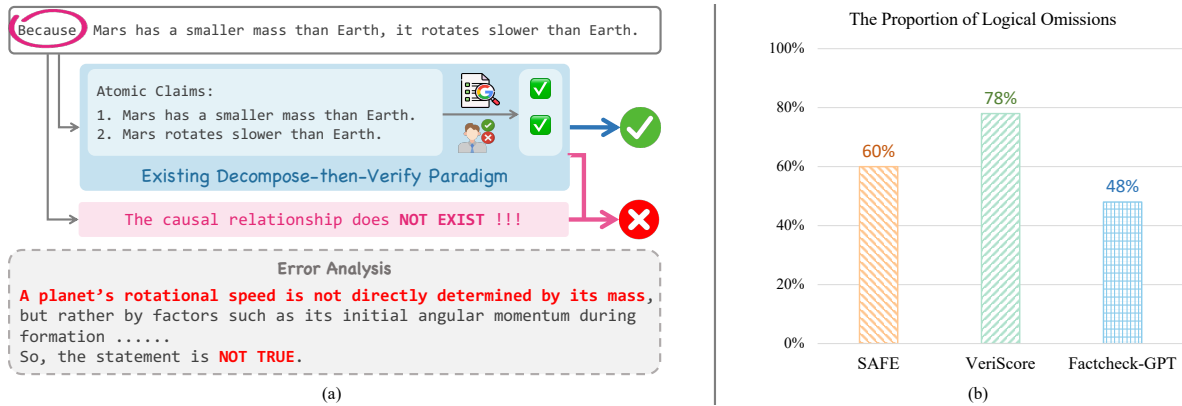 Because Mars has a smaller mass than Earth, it rotates slower than Earth.
Atomic Claims:
1. Mars has a smaller mass than Earth.
2. Mars rotates slower than Earth.
G
Existing Decompose-then-Verify Paradigm
The causal relationship does NOT EXIST !!!
Error Analysis
A planet's rotational speed is not directly determined by its mass,
but rather by factors such as its initial angular momentum during
formation ......
So, the statement is NOT TRUE.
(a)
The Proportion of Logical Omissions
100%
80%
60%
40%
20%
0%
60%
78%
48%
SAFE
VeriScore
Factcheck-GPT
(b)